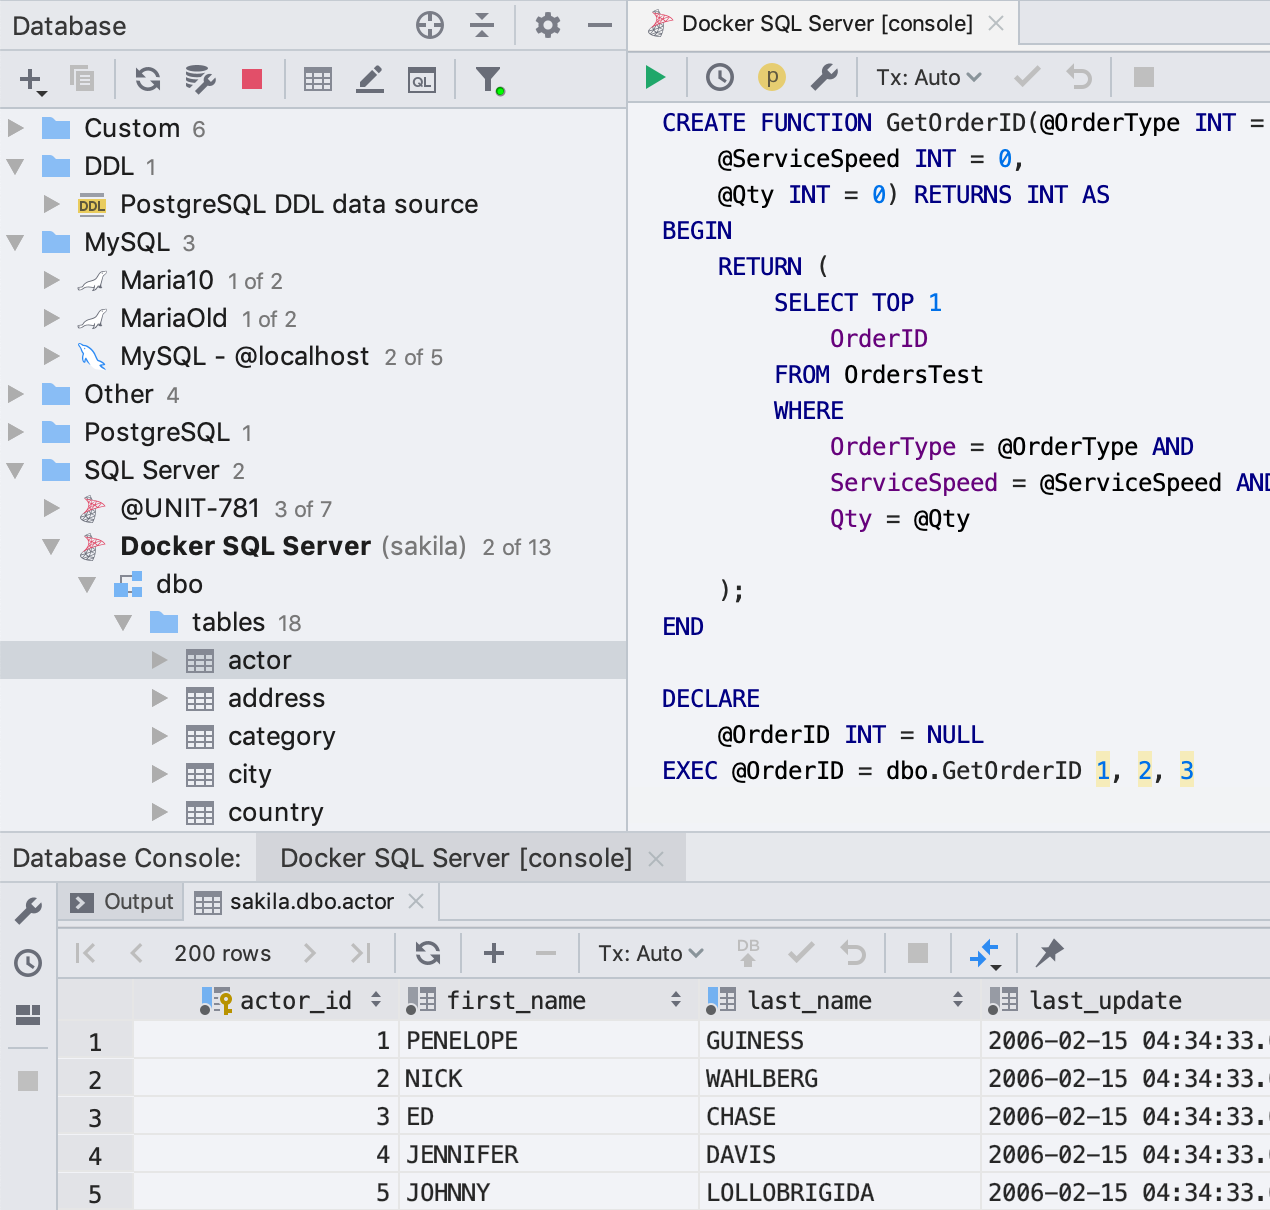 Database
Docker SQL Server [console]
QL
p
Tx: Auto
Custom 6
DDL 1
DDL PostgreSQL DDL data source
MySQL 3
Maria10 1 of 2
MariaOld 1 of 2
MySQL - @localhost 2 of 5
Other 4
PostgreSQL 1
SQL Server 2
@UNIT-781 3 of 7
Docker SQL Server (sakila) 2 of 13
dbo
tables 18
actor
address
category
city
country
CREATE FUNCTION GetOrderID(@OrderType INT =
@ServiceSpeed INT = 0,
@Qty INT = 0) RETURNS INT AS
BEGIN
RETURN (
SELECT TOP 1
OrderID
FROM OrdersTest
WHERE
OrderType = @OrderType AND
ServiceSpeed = @ServiceSpeed AND
Qty = @Qty
);
END
DECLARE
@OrderID INT = NULL
EXEC @OrderID = dbo.GetOrderID 1, 2, 3
Database Console: Docker SQL Server [console]
Output sakila.dbo.actor
200 rows Tx: Auto DB
actor_id first_name last_name last_update
1 1 PENELOPE GUINESS 2006-02-15 04:34:33.
2 2 NICK WAHLBERG 2006-02-15 04:34:33.
3 3 ED CHASE 2006-02-15 04:34:33.
4 4 JENNIFER DAVIS 2006-02-15 04:34:33.
5 5 JOHNNY LOLLOBRIGIDA 2006-02-15 04:34:33.